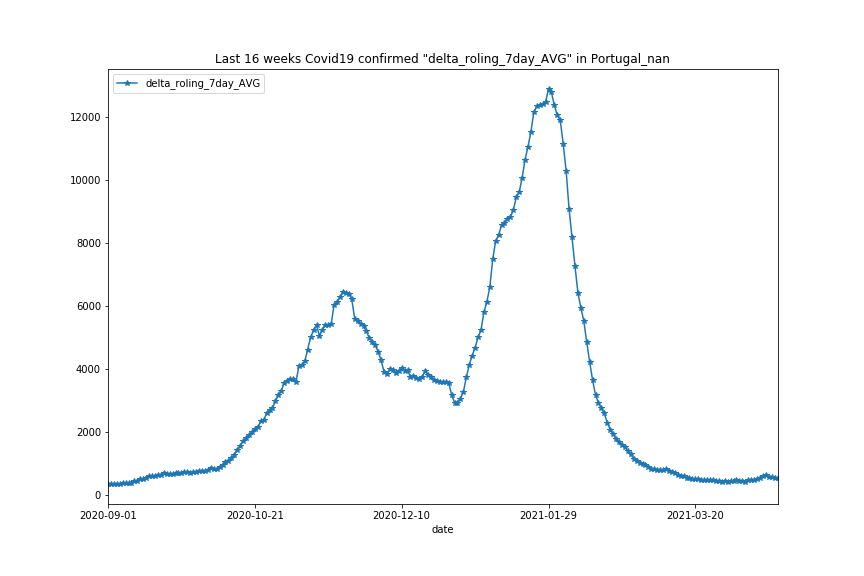 Last 16 weeks Covid19 confirmed "delta_roling_7day_AVG" in Portugal_nan
delta_roling_7day_AVG
12000
10000
8000
6000
4000
2000
0
2020-09-01 2020-10-21 2020-12-10 2021-01-29 2021-03-20
date